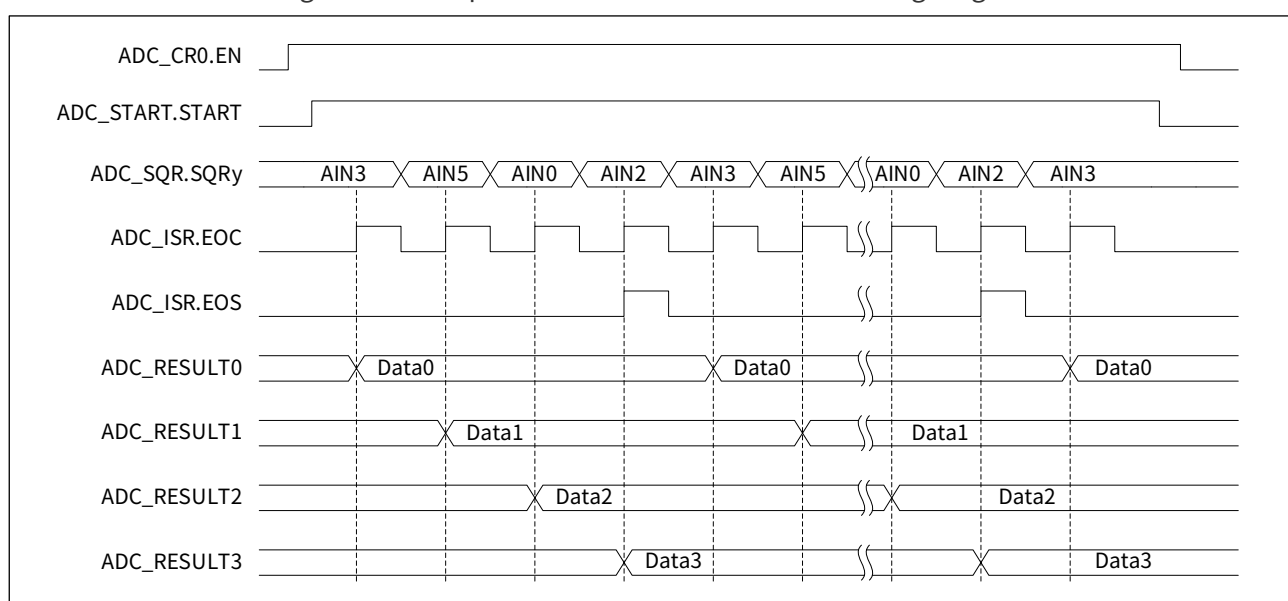 ADC_CR0.EN
ADC_START.START
ADC_SQR.SQRy AIN3 AIN5 AIN0 AIN2 AIN3 AIN5 AIN0 AIN2 AIN3
ADC_ISR.EOC
ADC_ISR.EOS
ADC_RESULT0 Data0 Data0 Data0
ADC_RESULT1 Data1 Data1
ADC_RESULT2 Data2 Data2
ADC_RESULT3 Data3 Data3